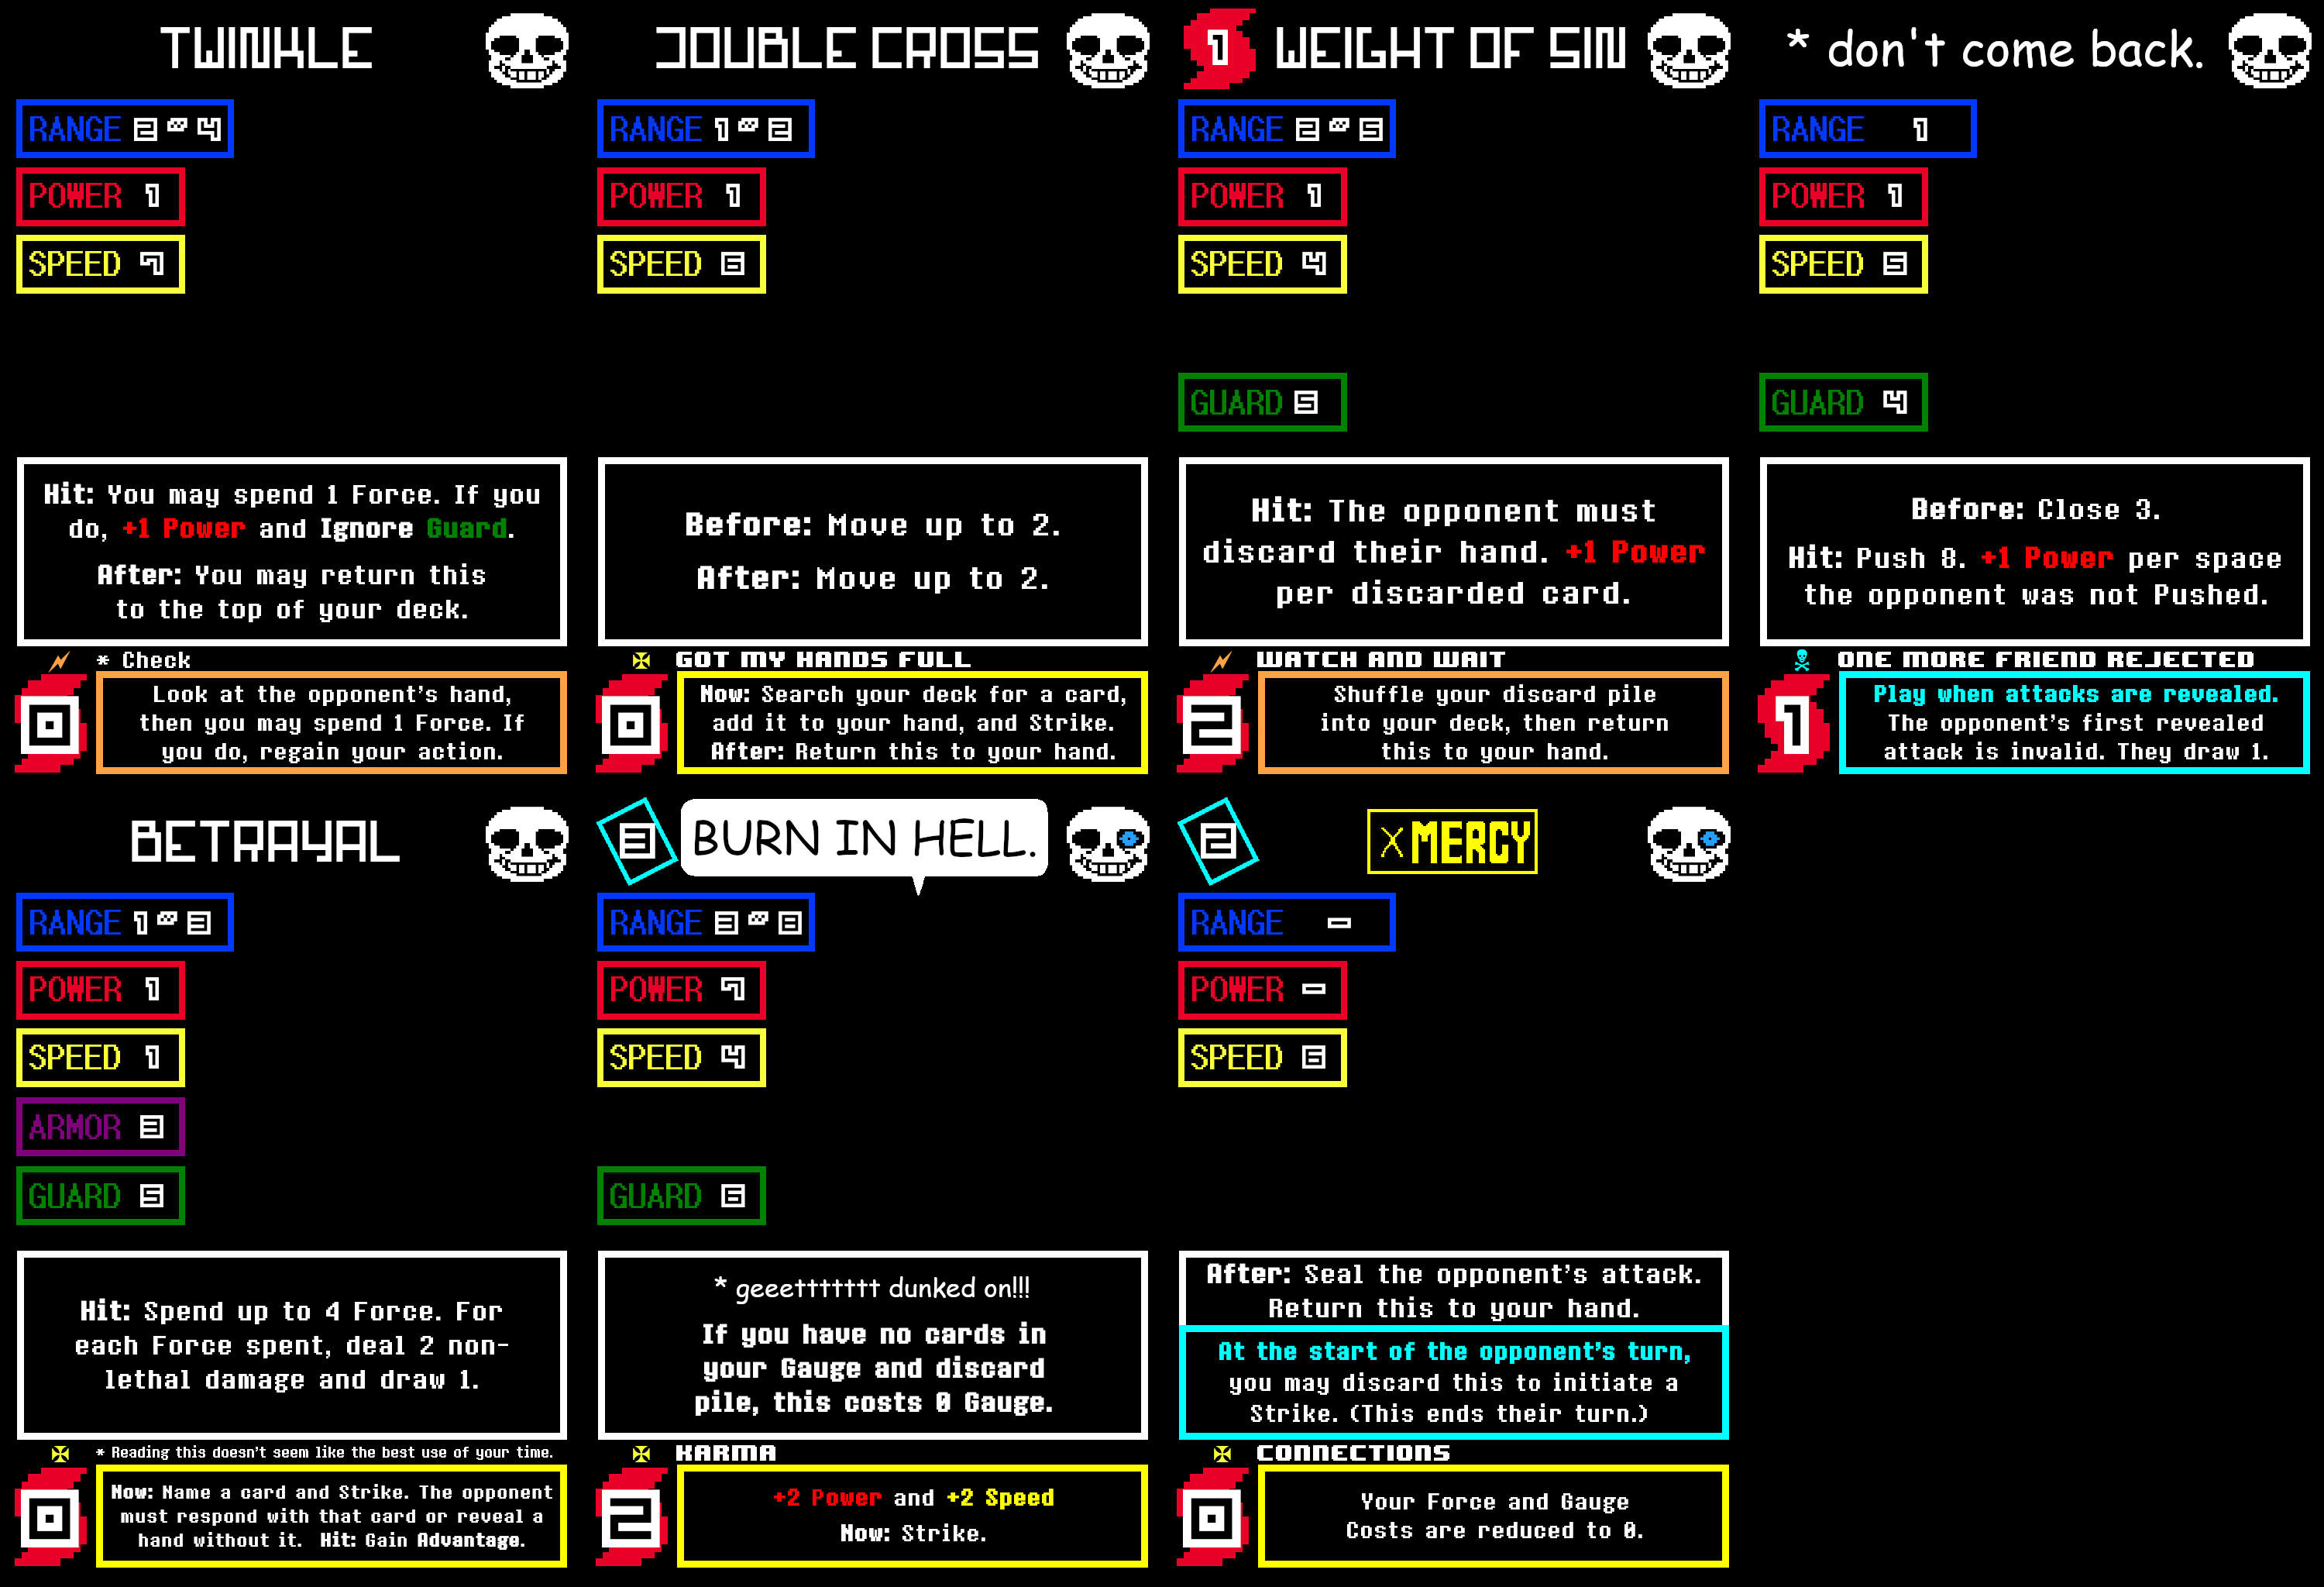 TWINKLE
RANGE 2~4
POWER 1
SPEED 7
Hit: You may spend 1 Force. If you
do, +1 Power and Ignore Guard.
After: You may return this
to the top of your deck.
* Check
0
Look at the opponent's hand,
then you may spend 1 Force. If
you do, regain your action.
DOUBLE CROSS
RANGE 1~2
POWER 1
SPEED 6
Before: Move up to 2.
After: Move up to 2.
GOT MY HANDS FULL
0
Now: Search your deck for a card,
add it to your hand, and Strike.
After: Return this to your hand.
1
WEIGHT OF SIN
RANGE 2~5
POWER 1
SPEED 4
GUARD 5
Hit: The opponent must
discard their hand. +1 Power
per discarded card.
WATCH AND WAIT
2
Shuffle your discard pile
into your deck, then return
this to your hand.
* don't come back.
RANGE 1
POWER 1
SPEED 5
GUARD 4
Before: Close 3.
Hit: Push 8. +1 Power per space
the opponent was not Pushed.
ONE MORE FRIEND REJECTED
1
Play when attacks are revealed.
The opponent's first revealed
attack is invalid. They draw 1.
BETRAYAL
RANGE 1~3
POWER 1
SPEED 1
ARMOR 3
GUARD 5
Hit: Spend up to 4 Force. For
each Force spent, deal 2 non-
lethal damage and draw 1.
* Reading this doesn't seem like the best use of your time.
0
Now: Name a card and Strike. The opponent
must respond with that card or reveal a
hand without it. Hit: Gain Advantage.
3
BURN IN HELL.
RANGE 3~8
POWER 7
SPEED 4
GUARD 6
* geeettttttt dunked on!!!
If you have no cards in
your Gauge and discard
pile, this costs 0 Gauge.
KARMA
2
+2 Power and +2 Speed
Now: Strike.
2
MERCY
RANGE -
POWER -
SPEED 6
After: Seal the opponent's attack.
Return this to your hand.
At the start of the opponent's turn,
you may discard this to initiate a
Strike. (This ends their turn.)
CONNECTIONS
0
Your Force and Gauge
Costs are reduced to 0.